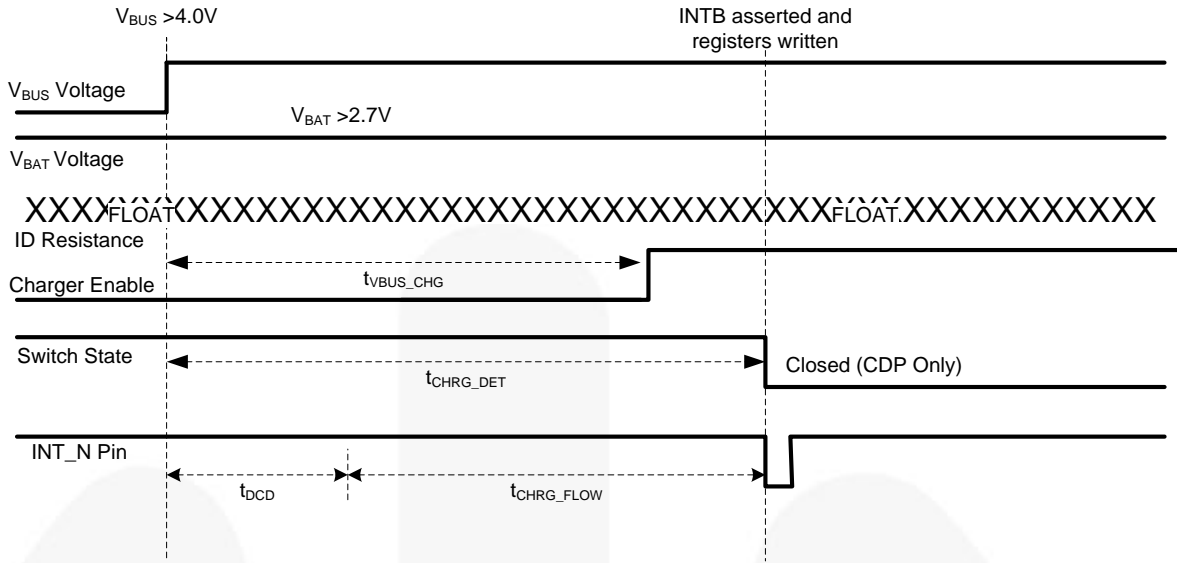 VBUS >4.0V
INTB asserted and
registers written
VBUS Voltage
VBAT >2.7V
VBAT Voltage
XXXXFLOATXXXXXXXXXXXXXXXXXXXXXXXXXXXXXXXXFLOATXXXXXXXXXXXX
ID Resistance
tVBUS_CHG
Charger Enable
Switch State
tCHRG_DET
Closed (CDP Only)
INT_N Pin
tDCD
tCHRG_FLOW